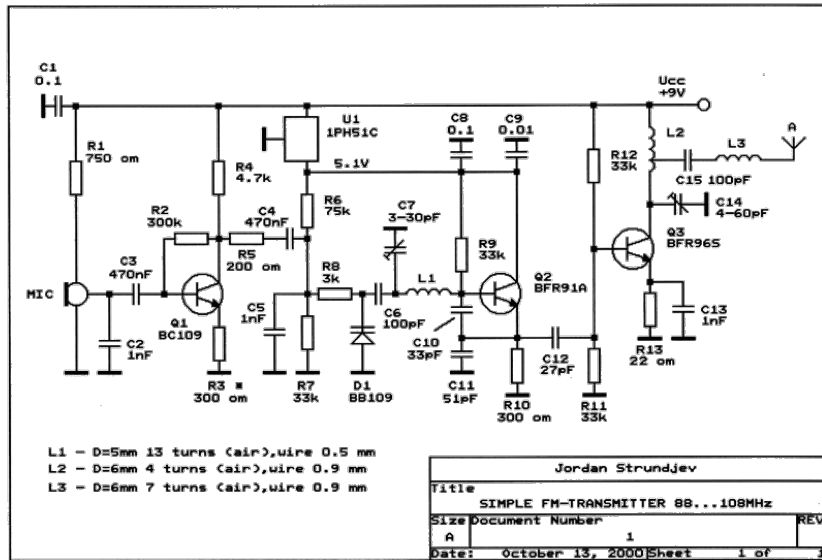 C1
0.1
Ucc
+9V
U1
1PH51C
C8
0.1
C9
0.01
L2
L3
A
R1
750 om
R4
4.7k
5.1V
R12
33k
C15 100pF
R6
75k
C7
3-30pF
C14
4-60pF
R2
300k
C4
470nF
R5
200 om
R9
33k
Q3
BFR96S
C3
470nF
R8
3k
L1
Q2
BFR91A
MIC
Q1
BC109
C5
1nF
C6
100pF
C2
1nF
C10
33pF
C12
27pF
C13
1nF
R13
22 om
R3 *
300 om
R7
33k
D1
BB109
C11
51pF
R10
300 om
R11
33k
L1 - D=5mm 13 turns (air),wire 0.5 mm
L2 - D=6mm 4 turns (air),wire 0.9 mm
L3 - D=6mm 7 turns (air),wire 0.9 mm
Jordan Strundjev
Title
SIMPLE FM-TRANSMITTER 88...108MHz
Size Document Number REV
A 1
Date: October 13, 2000 Sheet 1 of 1